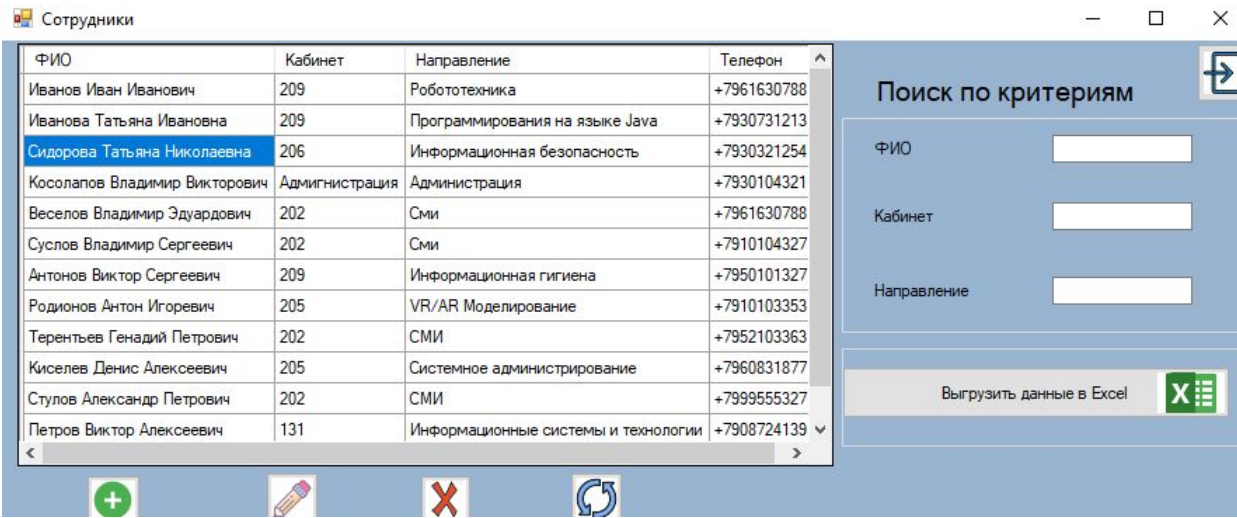 Сотрудники
ФИО Кабинет Направление Телефон
Иванов Иван Иванович 209 Робототехника +7961630788
Иванова Татьяна Ивановна 209 Программирования на языке Java +7930731213
Сидорова Татьяна Николаевна 206 Информационная безопасность +7930321254
Косолапов Владимир Викторович Адмигнистрация Администрация +7930104321
Веселов Владимир Эдуардович 202 Сми +7961630788
Суслов Владимир Сергеевич 202 Сми +7910104327
Антонов Виктор Сергеевич 209 Информационная гигиена +7950101327
Родионов Антон Игоревич 205 VR/AR Моделирование +7910103353
Терентьев Генадий Петрович 202 СМИ +7952103363
Киселев Денис Алексеевич 205 Системное администрирование +7960831877
Стулов Александр Петрович 202 СМИ +7999555327
Петров Виктор Алексеевич 131 Информационные системы и технологии +7908724139
Поиск по критериям
ФИО
Кабинет
Направление
Выгрузить данные в Excel X